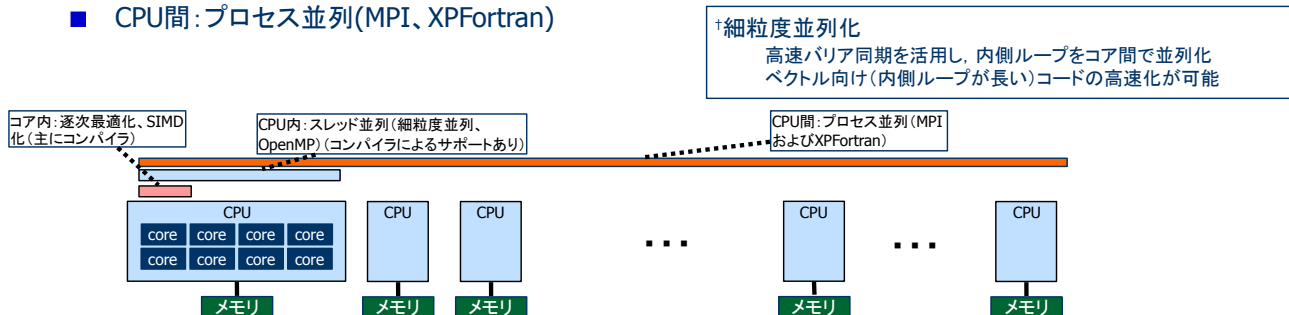 ■ CPU間：プロセス並列(MPI、XPFortran)
†細粒度並列化
高速バリア同期を活用し，内側ループをコア間で並列化
ベクトル向け（内側ループが長い）コードの高速化が可能
コア内：逐次最適化、SIMD
化（主にコンパイラ）
CPU内：スレッド並列（細粒度並列、
OpenMP）（コンパイラによるサポートあり）
CPU間：プロセス並列（MPI
およびXPFortran）
CPU CPU CPU CPU CPU
core core core core
core core core core
メモリ メモリ メモリ メモリ メモリ